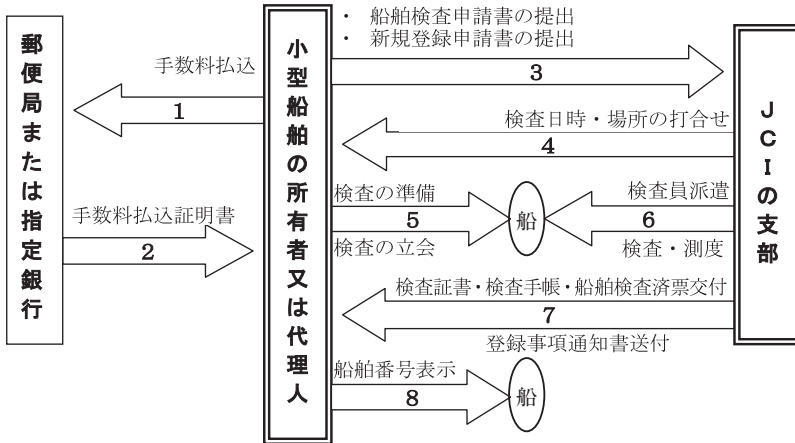 郵便局または指定銀行
手数料払込
1
手数料払込証明書
2
小型船舶の所有者又は代理人
・ 船舶検査申請書の提出
・ 新規登録申請書の提出
3
検査日時・場所の打合せ
4
検査の準備
5
検査の立会
船
検査員派遣
6
検査・測度
検査証書・検査手帳・船舶検査済票交付
7
登録事項通知書送付
船舶番号表示
8
船
JCIの支部